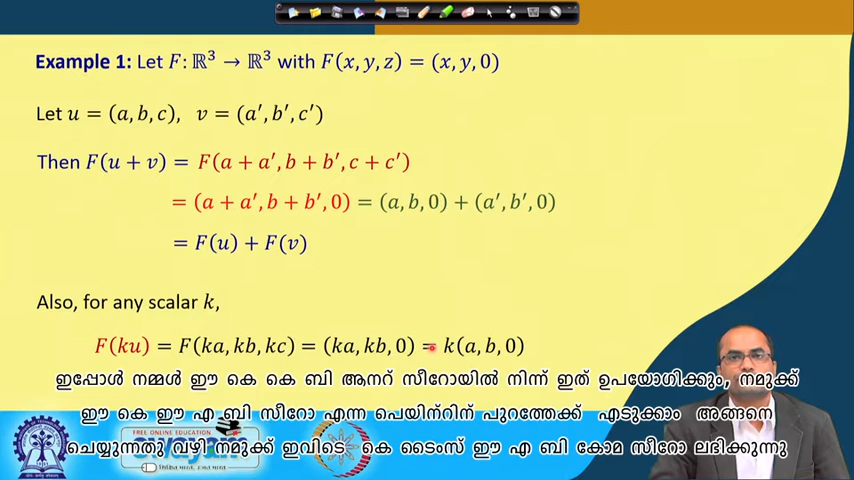 Example 1: Let F: ℝ³ → ℝ³ with F(x, y, z) = (x, y, 0)
Let u = (a, b, c), v = (a′, b′, c′)
Then F(u + v) = F(a + a′, b + b′, c + c′)
= (a + a′, b + b′, 0) = (a, b, 0) + (a′, b′, 0)
= F(u) + F(v)
Also, for any scalar k,
F(ku) = F(ka, kb, kc) = (ka, kb, 0) = k(a, b, 0)
ഇപ്പോൾ നമ്മൾ ഈ കെ കെ ബി ആനറ് സീറോയിൽ നിന്ന് ഇത് ഉപയോഗിക്കും, നമുക്ക്
ഈ കെ ഈ എ ബി സീറോ എന്ന പെയിന്റിന് പുറത്തേക്ക് എടുക്കാം അങ്ങനെ
ചെയ്യുന്നതു വഴി നമുക്ക് ഇവിടെ കെ ടൈംസ് ഈ എ ബി കോമ സീറോ ലഭിക്കുന്നു
FREE ONLINE EDUCATION
swayam